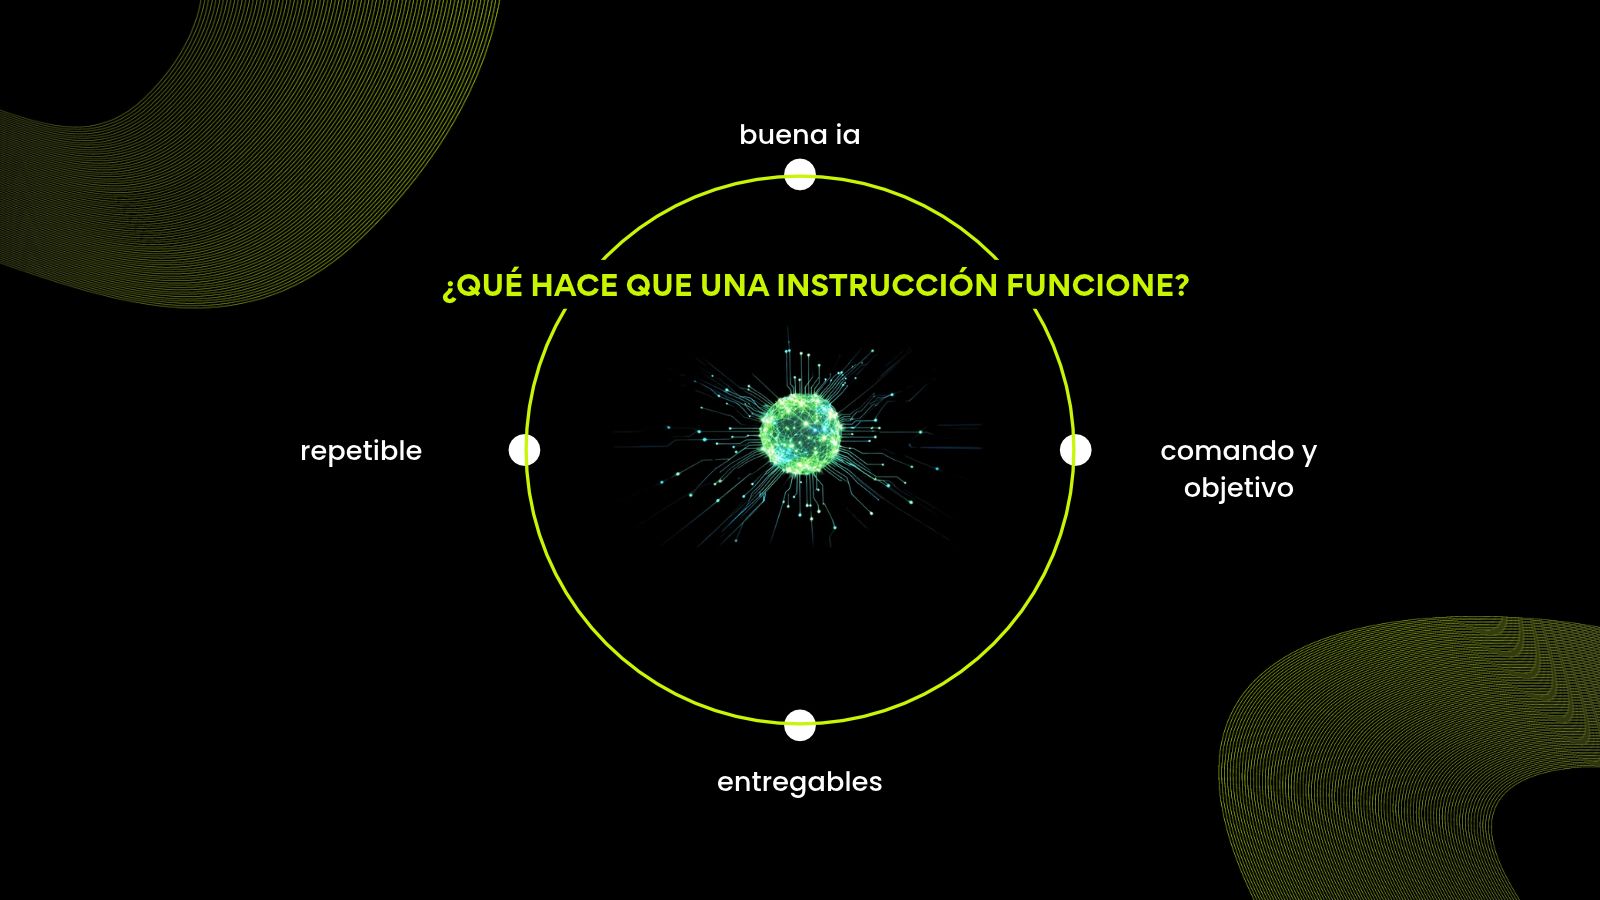 buena ia
¿QUÉ HACE QUE UNA INSTRUCCIÓN FUNCIONE?
repetible
comando y
objetivo
entregables